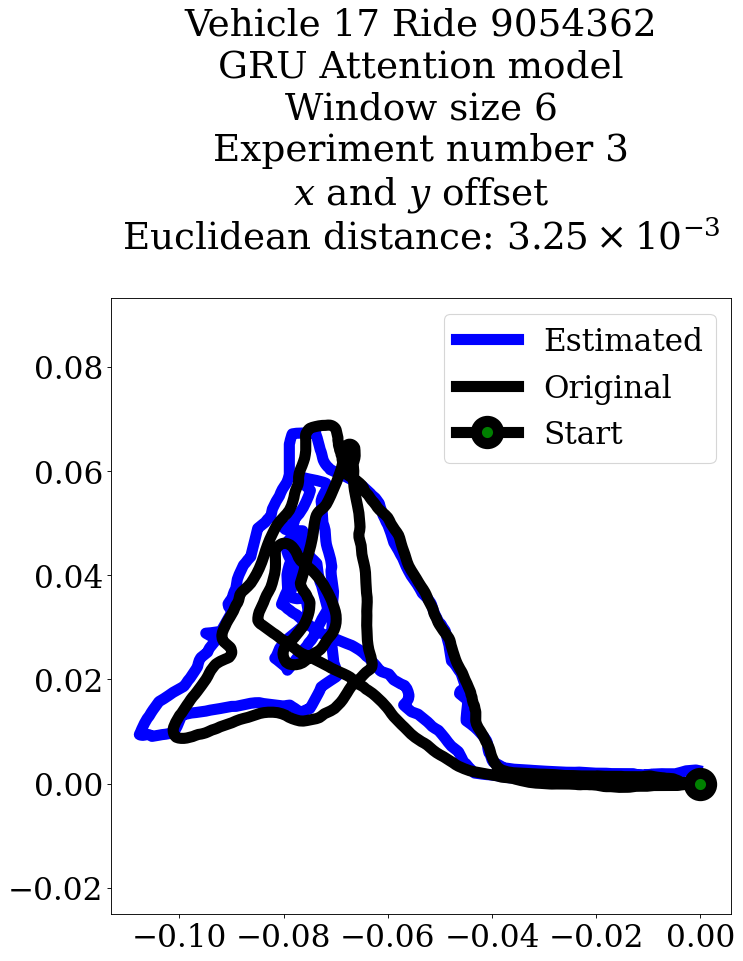 Vehicle 17 Ride 9054362
GRU Attention model
Window size 6
Experiment number 3
x and y offset
Euclidean distance: 3.25 × 10⁻³
Estimated
Original
Start
0.08
0.06
0.04
0.02
0.00
−0.02
−0.10 −0.08 −0.06 −0.04 −0.02 0.00